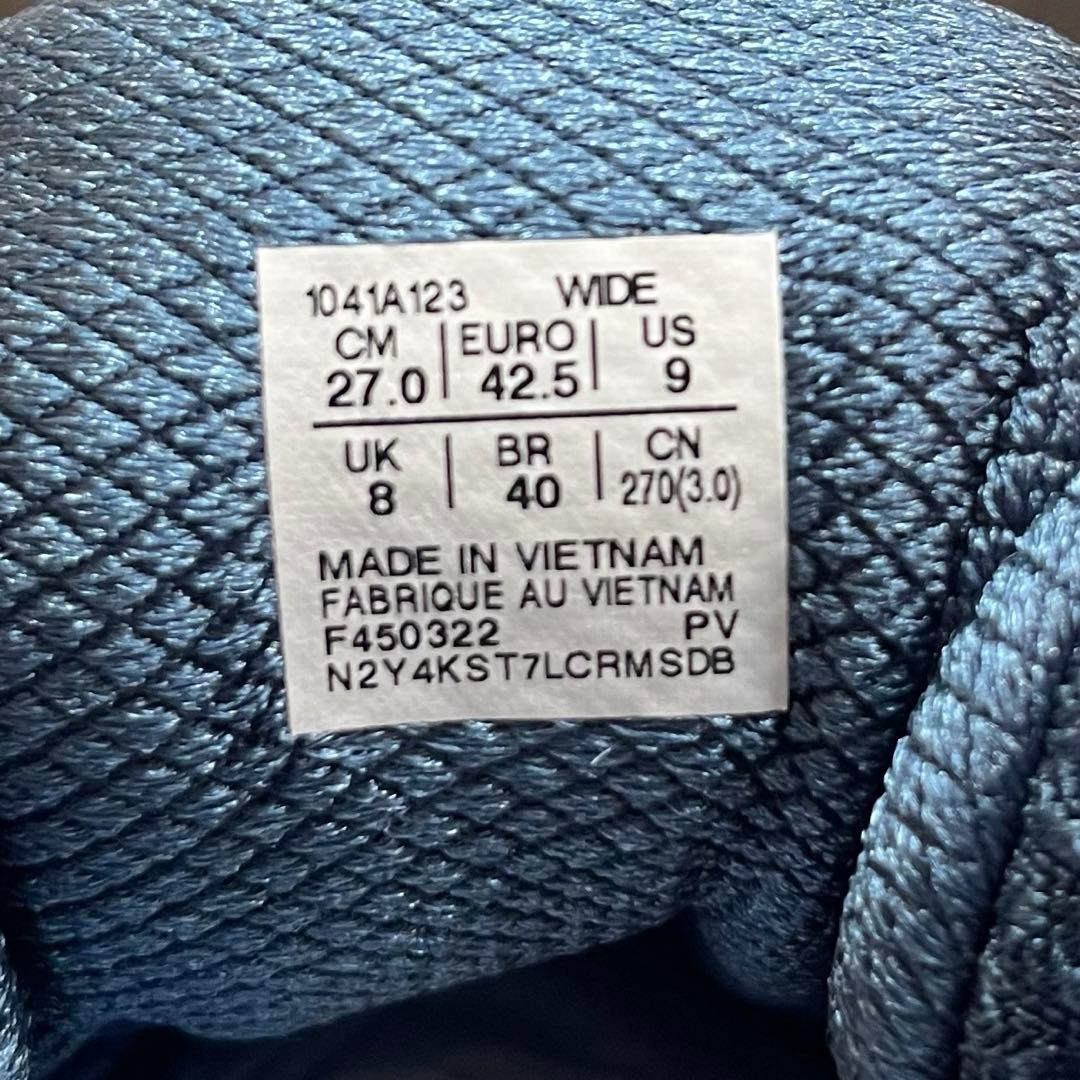 1041A123 WIDE
CM | EURO | US
27.0 | 42.5 | 9
UK | BR | CN
8 | 40 | 270(3.0)
MADE IN VIETNAM
FABRIQUE AU VIETNAM
F450322 PV
N2Y4KST7LCRMSDB